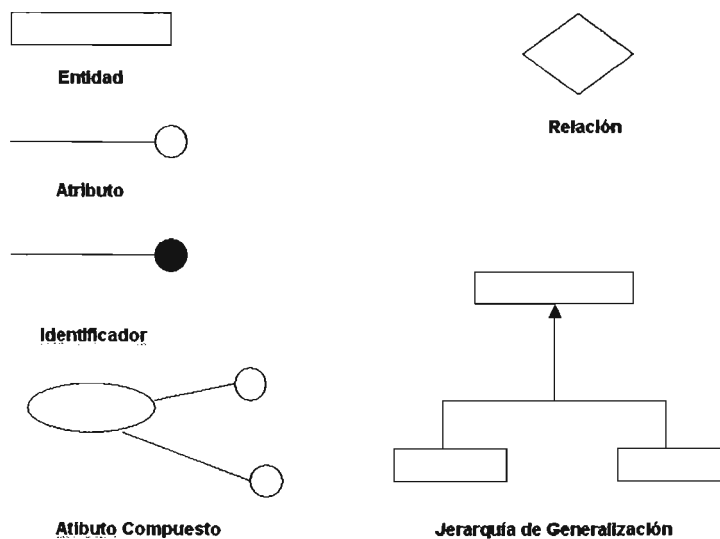 Entidad
Relación
Atributo
Identificador
Atibuto Compuesto
Jerarquía de Generalización